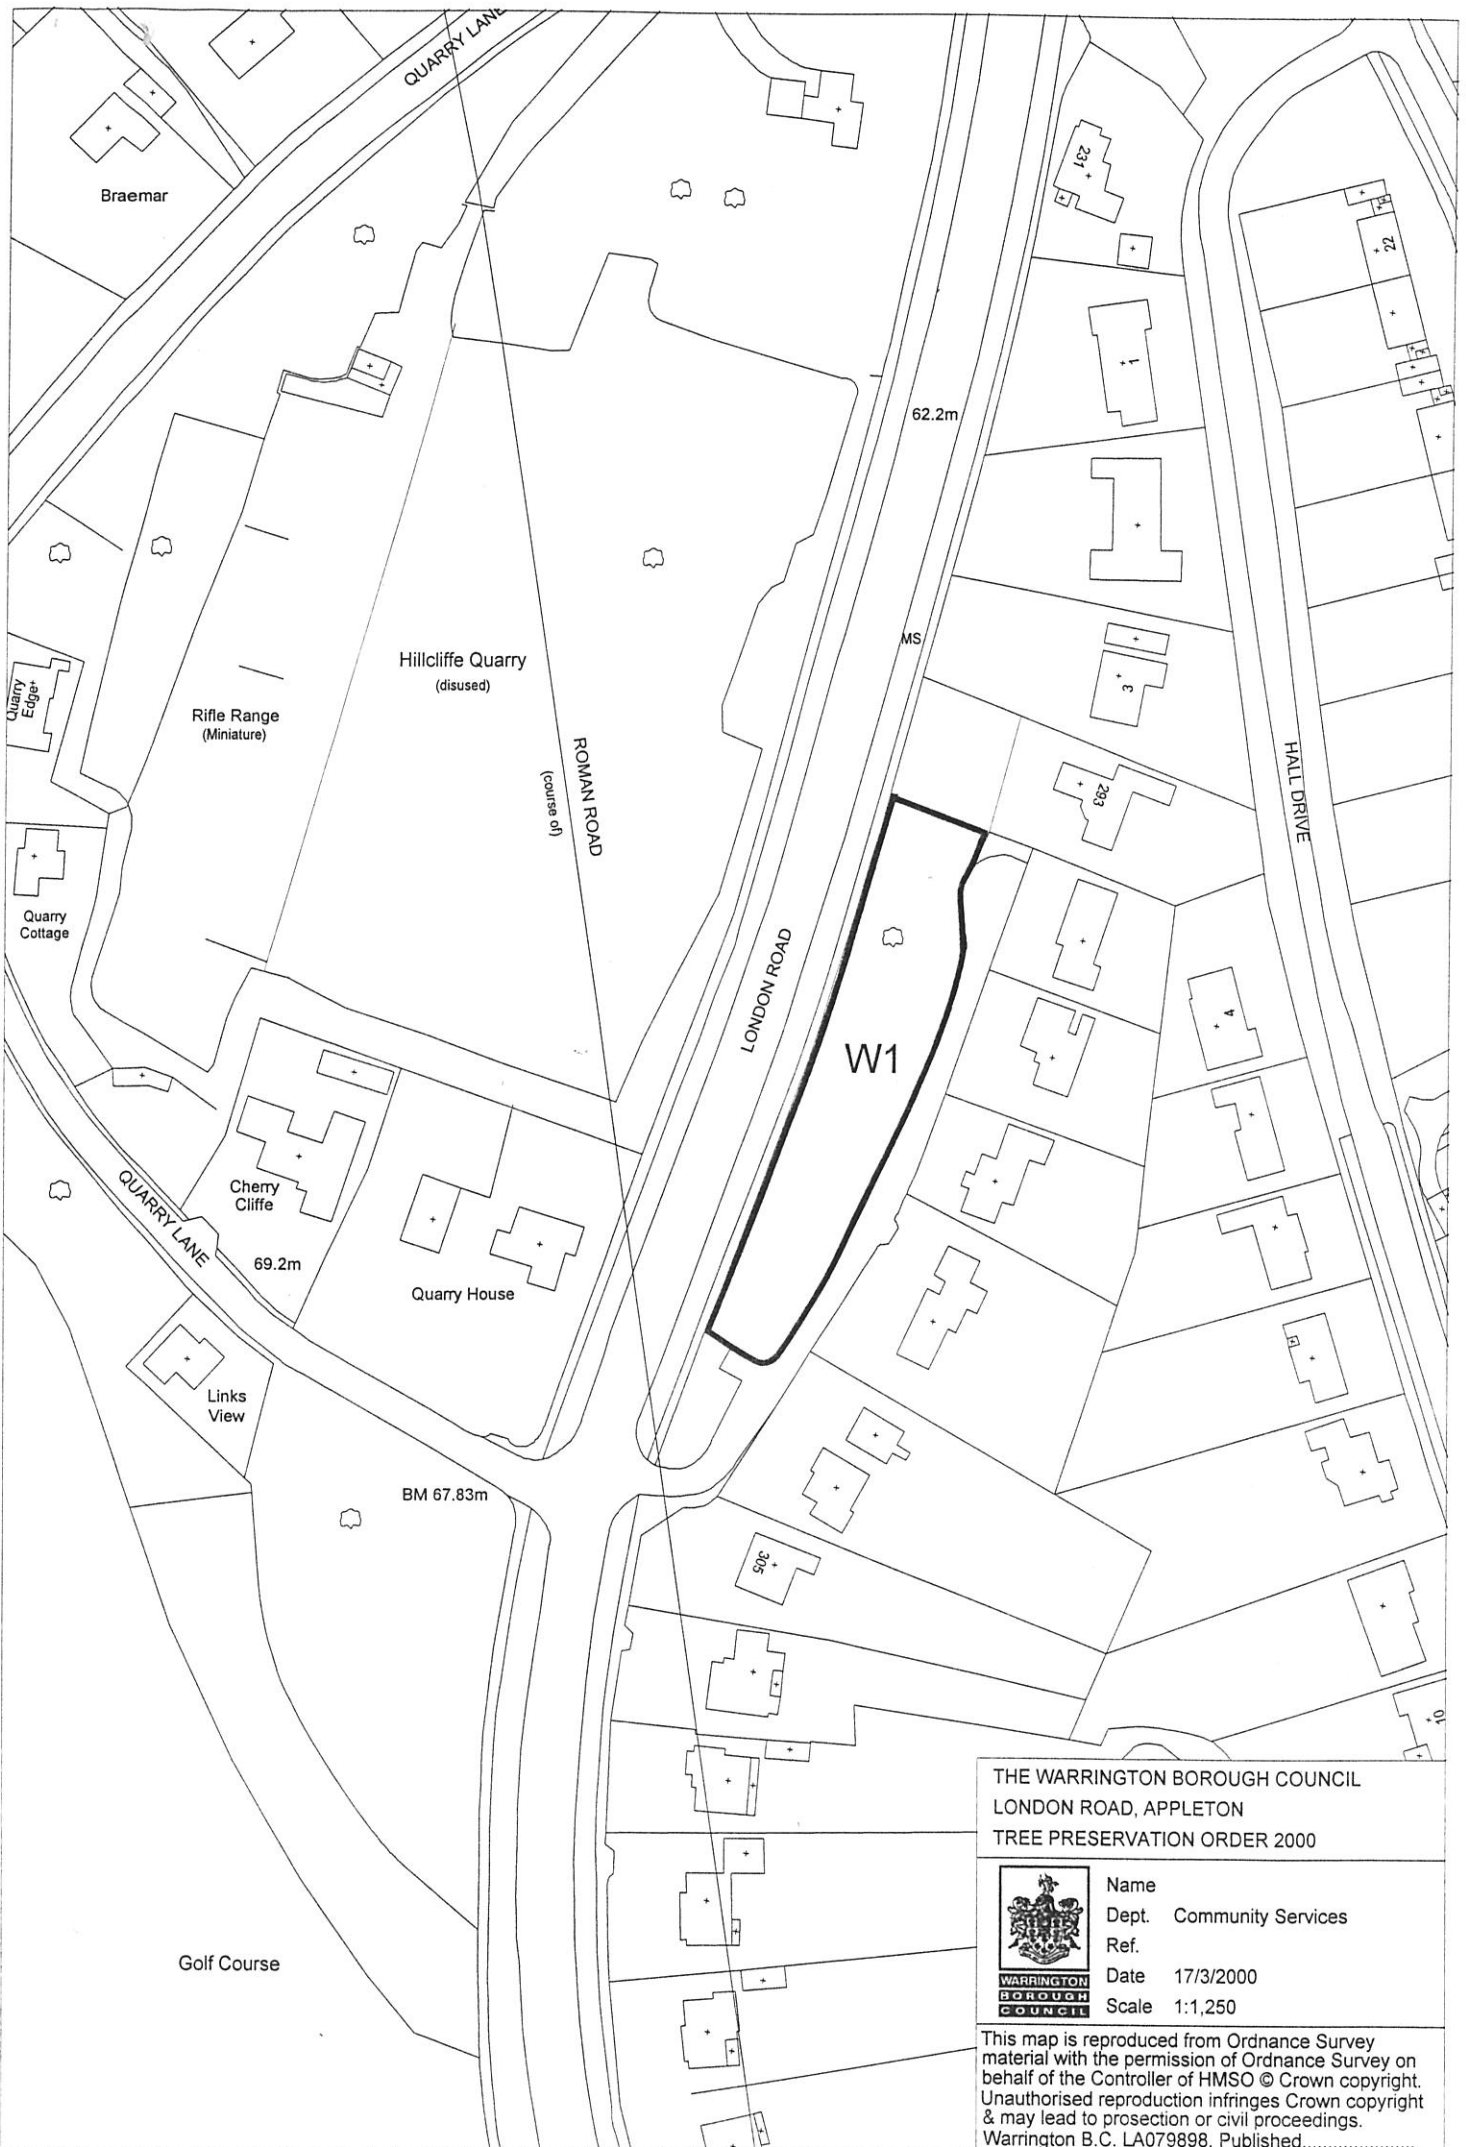 QUARRY LANE
Braemar
231
22
1
62.2m
MS
Hillcliffe Quarry
(disused)
3
Quarry
Edge
Rifle Range
(Miniature)
ROMAN ROAD
(course of)
HALL DRIVE
293
Quarry
Cottage
LONDON ROAD
4
W1
Cherry
Cliffe
QUARRY LANE
69.2m
Quarry House
Links
View
BM 67.83m
305
10
Golf Course
THE WARRINGTON BOROUGH COUNCIL
LONDON ROAD, APPLETON
TREE PRESERVATION ORDER 2000
WARRINGTON
BOROUGH
COUNCIL
Name
Dept. Community Services
Ref.
Date 17/3/2000
Scale 1:1,250
This map is reproduced from Ordnance Survey
material with the permission of Ordnance Survey on
behalf of the Controller of HMSO © Crown copyright.
Unauthorised reproduction infringes Crown copyright
& may lead to prosection or civil proceedings.
Warrington B.C. LA079898. Published....................